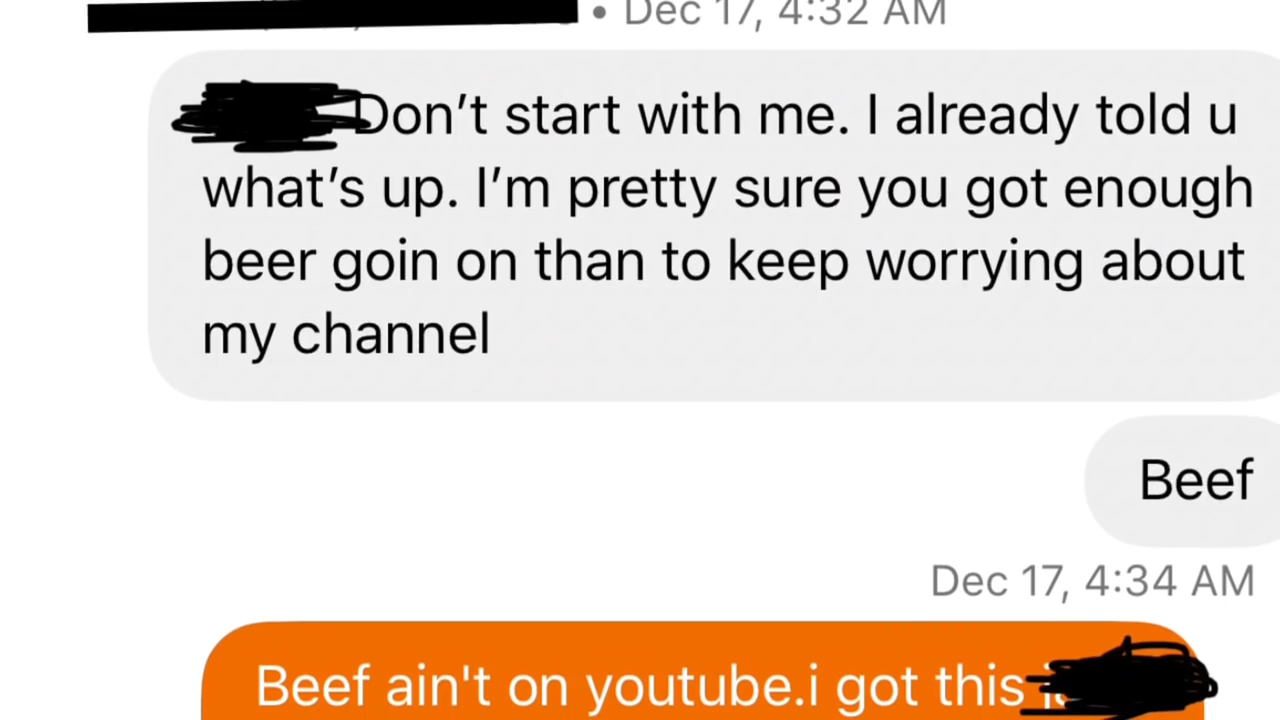 • Dec 17, 4:32 AM
Don’t start with me. I already told u
what’s up. I’m pretty sure you got enough
beer goin on than to keep worrying about
my channel
Beef
Dec 17, 4:34 AM
Beef ain't on youtube.i got this